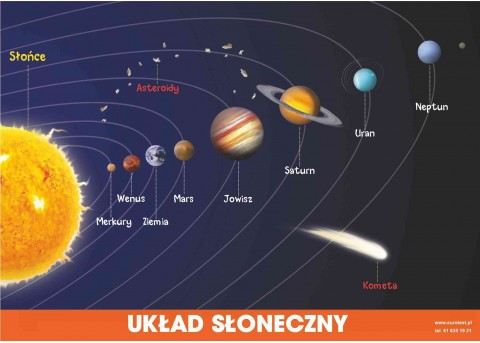 Słońce
Asteroidy
Neptun
Uran
Saturn
Wenus
Mars
Jowisz
Merkury
Ziemia
Kometa
UKŁAD SŁONECZNY